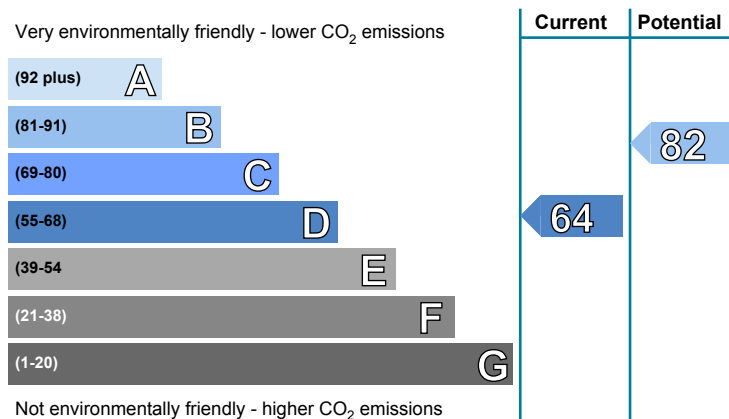 Very environmentally friendly - lower CO2 emissions
Current
Potential
(92 plus) A
(81-91) B
(69-80) C
(55-68) D
(39-54 E
(21-38) F
(1-20) G
82
64
Not environmentally friendly - higher CO2 emissions